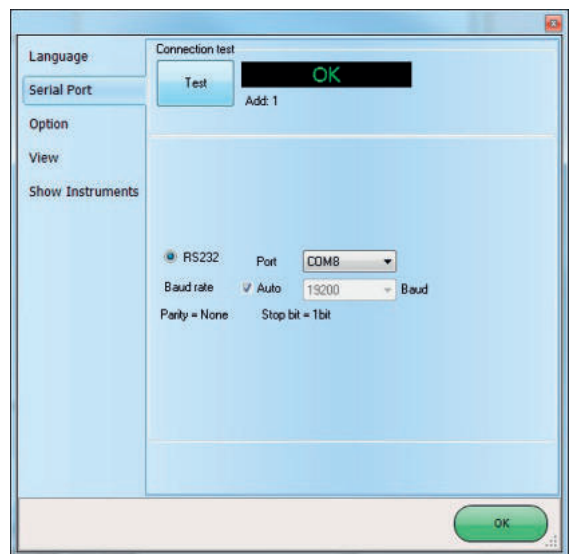 Language
Serial Port
Option
View
Show Instruments
Connection test
Test
OK
Add: 1
RS232 Port COM8
Baud rate Auto 19200 Baud
Parity = None Stop bit = 1bit
OK